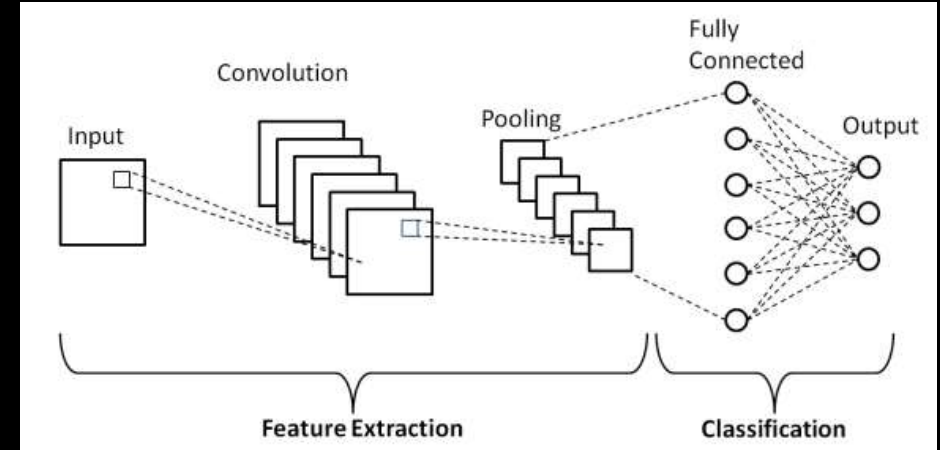 Input
Convolution
Pooling
Fully
Connected
Output
Feature Extraction
Classification